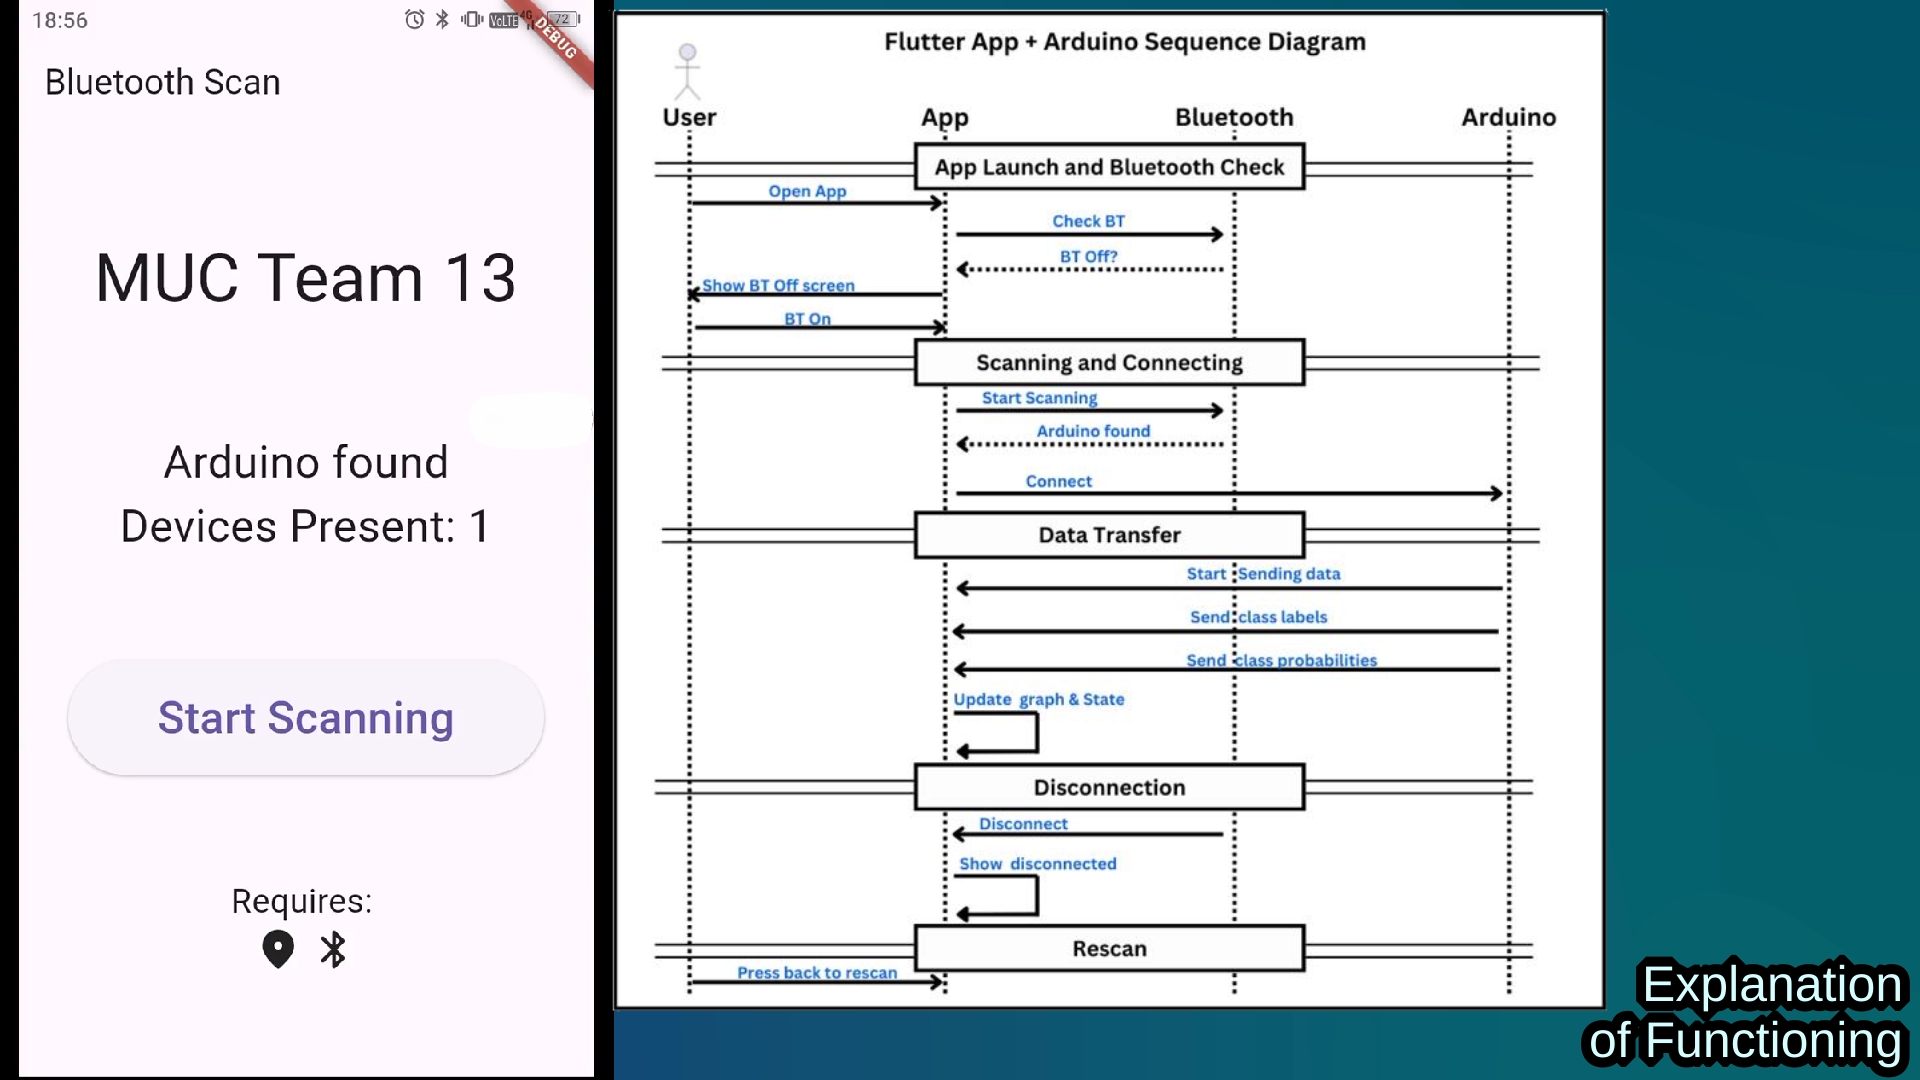 18:56
VoLTE 4G 72
DEBUG
Bluetooth Scan
MUC Team 13
Arduino found
Devices Present: 1
Start Scanning
Requires:
Flutter App + Arduino Sequence Diagram
User App Bluetooth Arduino
App Launch and Bluetooth Check
Open App
Check BT
BT Off?
Show BT Off screen
BT On
Scanning and Connecting
Start Scanning
Arduino found
Connect
Data Transfer
Start Sending data
Send class labels
Send class probabilities
Update graph & State
Disconnection
Disconnect
Show disconnected
Rescan
Press back to rescan
Explanation
of Functioning